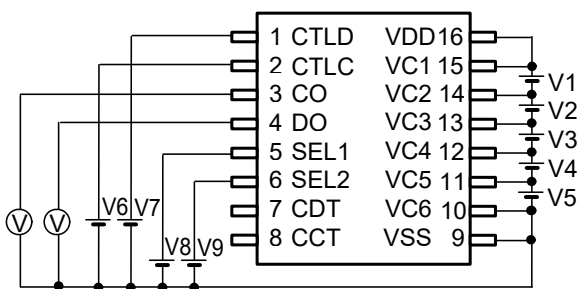 1 CTLD VDD 16
2 CTLC VC1 15
V1
3 CO VC2 14
V2
4 DO VC3 13
V3
5 SEL1 VC4 12
V4
6 SEL2 VC5 11
V5
V6 V7 7 CDT VC6 10
V V
V8 V9 8 CCT VSS 9